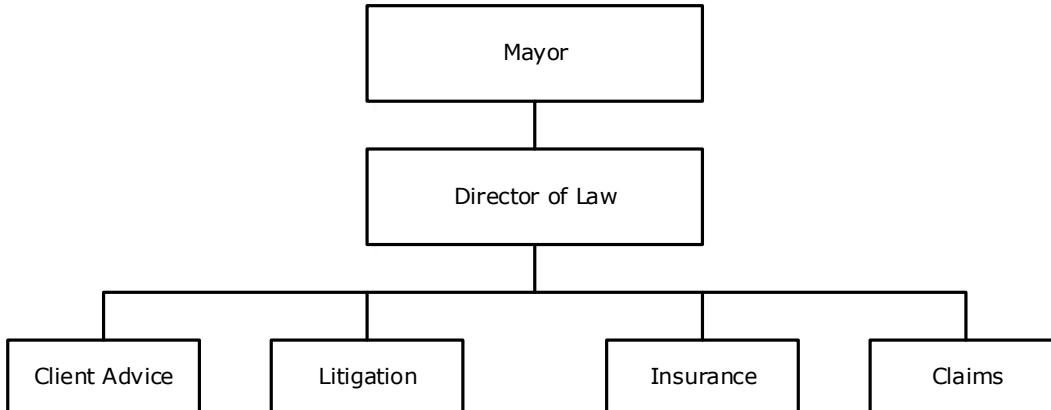 Mayor
Director of Law
Client Advice
Litigation
Insurance
Claims